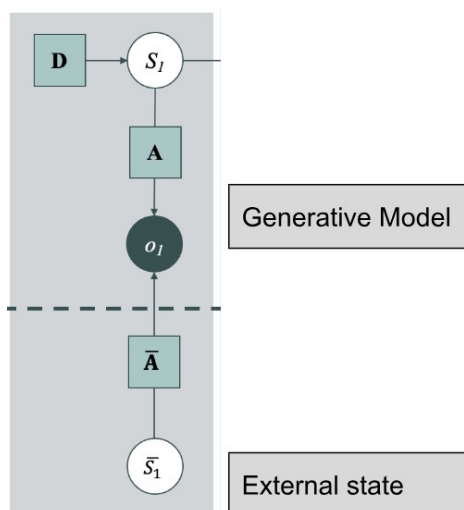 D
S₁
A
o₁
Generative Model
Ā
S̄₁
External state